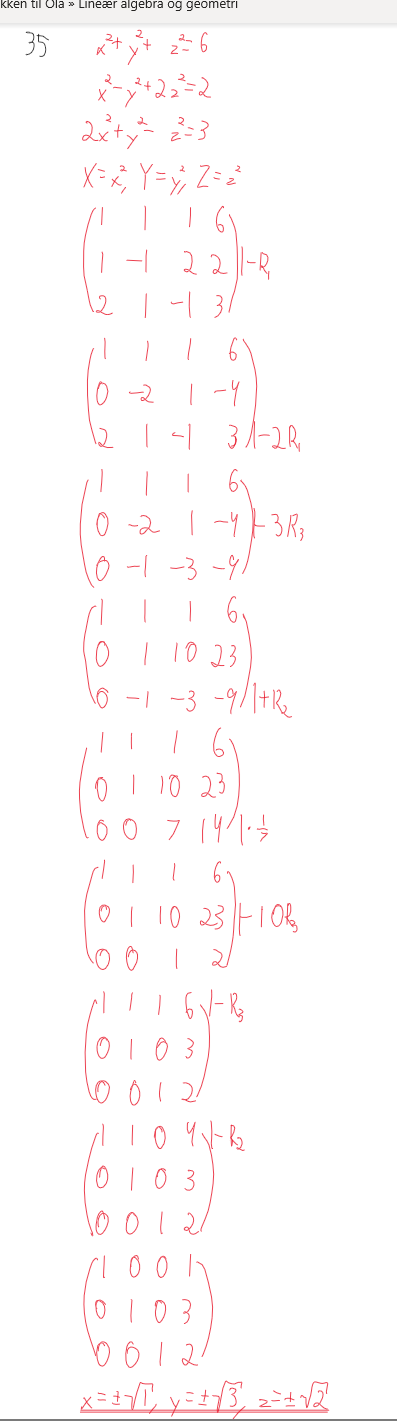 kken til Ola » Lineær algebra og geometri
35 x²+y²+z²=6
x²-y²+2z²=2
2x²+y²-z²=3
X=x², Y=y², Z=z²
1 1 1 6
1 -1 2 2 |-R₁
2 1 -1 3
1 1 1 6
0 -2 1 -4
2 1 -1 3 |-2R₁
1 1 1 6
0 -2 1 -4 |-3R₃
0 -1 -3 -9
1 1 1 6
0 1 10 23
0 -1 -3 -9 |+R₂
1 1 1 6
0 1 10 23
0 0 7 14 |·1/7
1 1 1 6
0 1 10 23 |-10R₃
0 0 1 2
1 1 1 6 |-R₃
0 1 0 3
0 0 1 2
1 1 0 4 |-R₂
0 1 0 3
0 0 1 2
1 0 0 1
0 1 0 3
0 0 1 2
x=±√1, y=±√3, z=±√2